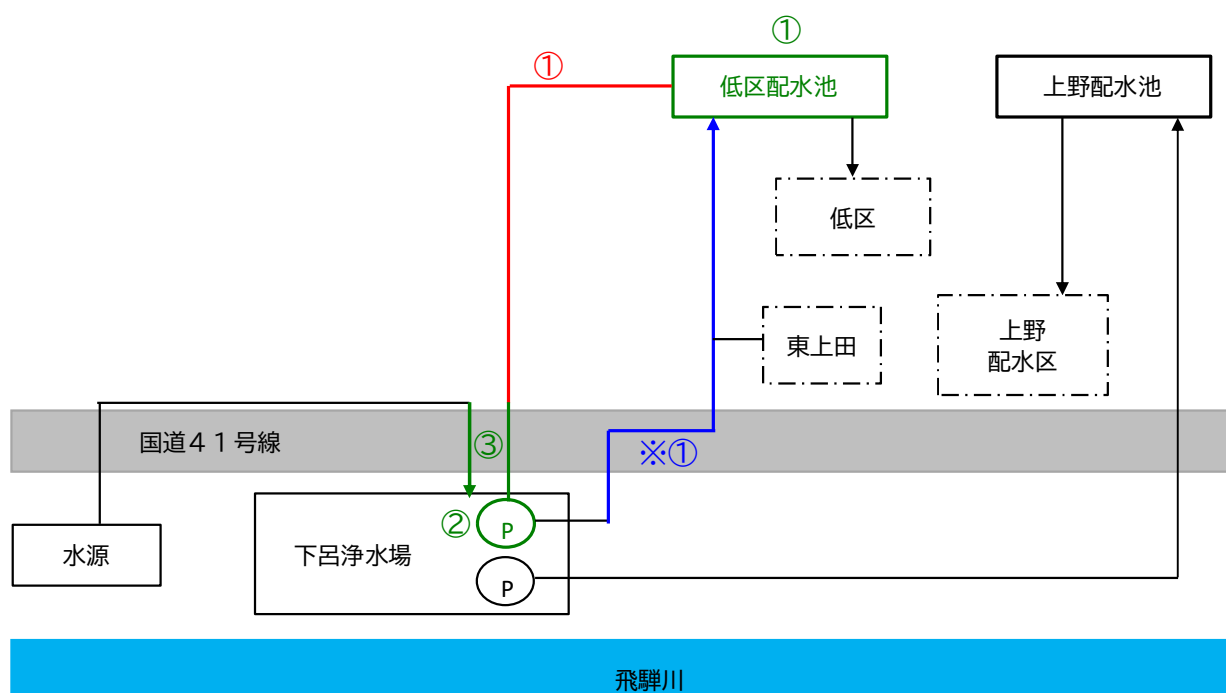 ①
①
低区配水池
上野配水池
低区
東上田
上野
配水区
国道４１号線
③
※①
②
P
水源
下呂浄水場
P
飛騨川